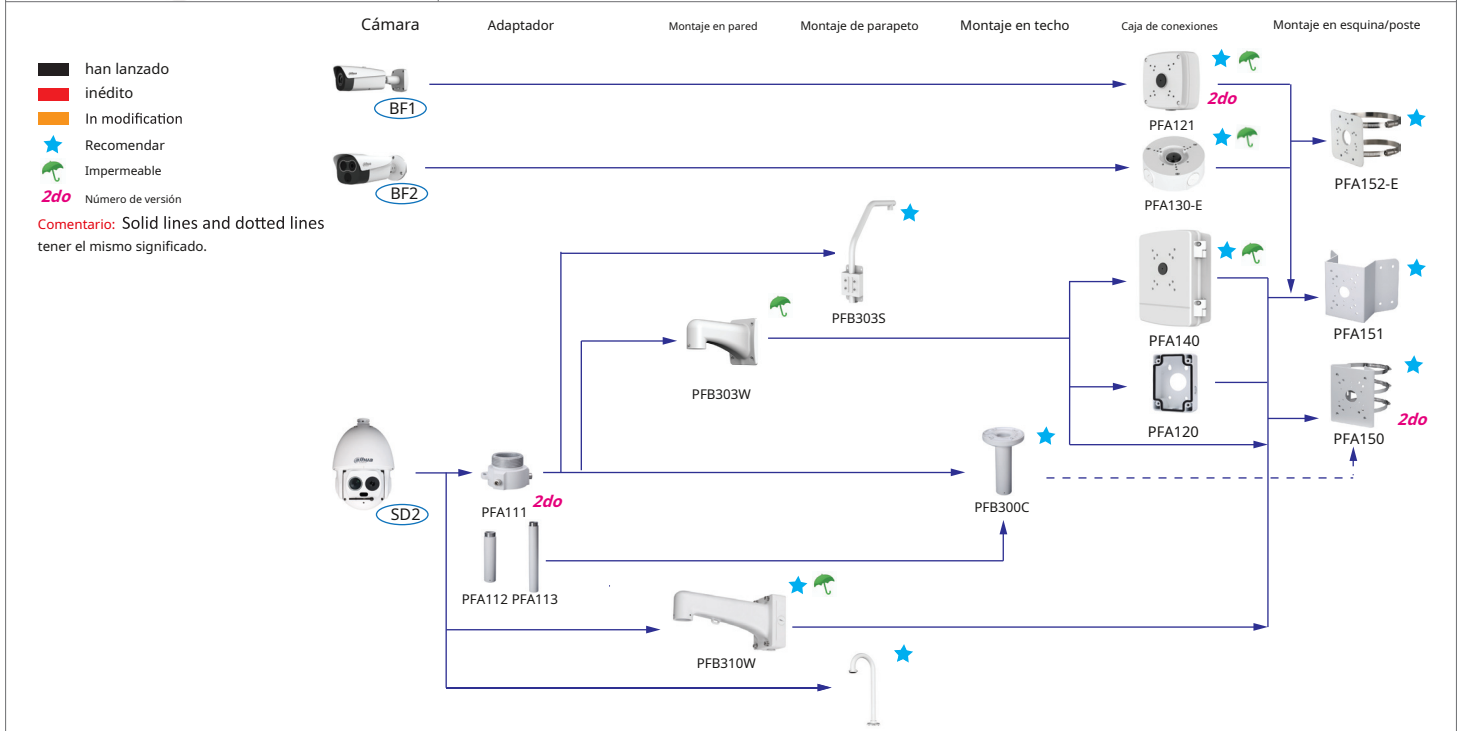 Cámara
Adaptador
Montaje en pared
Montaje de parapeto
Montaje en techo
Caja de conexiones
Montaje en esquina/poste
han lanzado
inédito
In modification
Recomendar
Impermeable
2do Número de versión
Comentario: Solid lines and dotted lines
tener el mismo significado.
BF1
2do
PFA121
BF2
PFA130-E
PFA152-E
PFB303S
PFA140
PFA151
PFB303W
PFA120
PFA150
2do
alhua
SD2
PFA111
2do
PFB300C
PFA112
PFA113
PFB310W